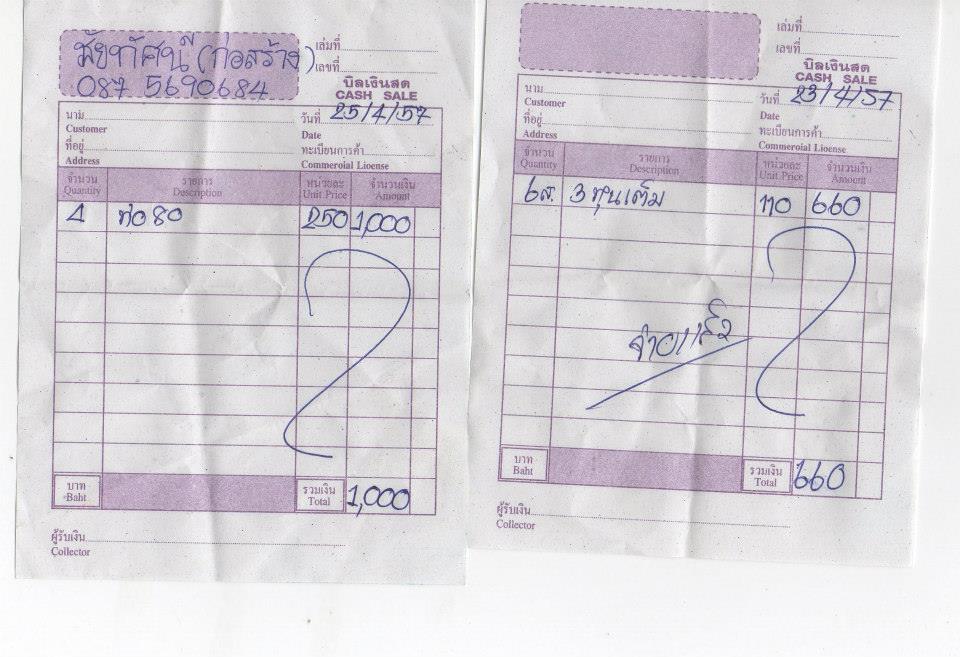 ชัยทัศน์ (ก่อสร้าง)
087 5690684
เล่มที่
เลขที่
บิลเงินสด
CASH SALE
นาม
Customer
วันที่ 25/4/57
Date
ที่อยู่
Address
ทะเบียนการค้า
Commercial License
จำนวน
Quantity
รายการ
Description
หน่วยละ
Unit Price
จำนวนเงิน
Amount
4 ท่อ 80 250 1,000
บาท
Baht
รวมเงิน
Total
1,000
ผู้รับเงิน
Collector
เล่มที่
เลขที่
บิลเงินสด
CASH SALE
นาม
Customer
วันที่ 23/4/57
Date
ที่อยู่
Address
ทะเบียนการค้า
Commercial License
จำนวน
Quantity
รายการ
Description
หน่วยละ
Unit Price
จำนวนเงิน
Amount
6ส. 3 หุนเต็ม 110 660
จ่ายแล้ว
บาท
Baht
รวมเงิน
Total
660
ผู้รับเงิน
Collector